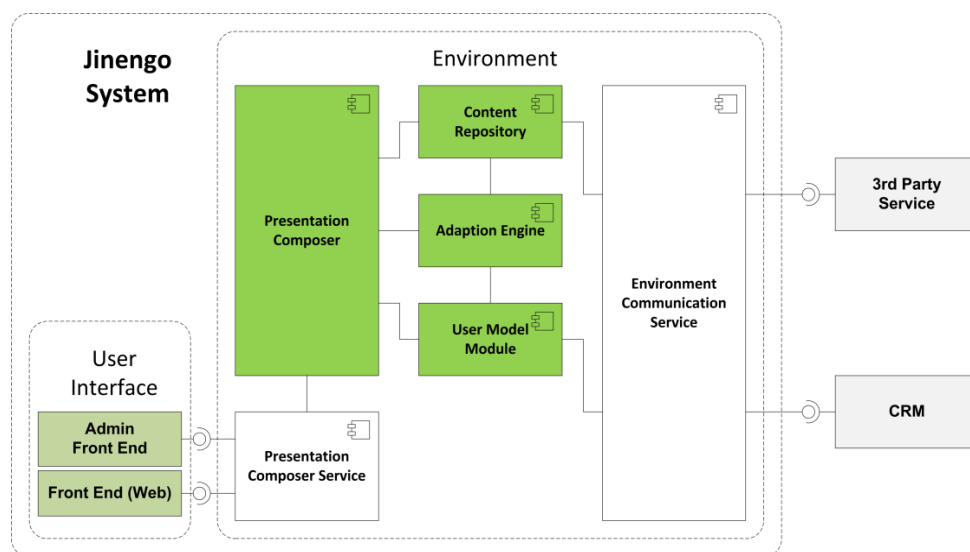 Jinengo
System
Environment
Content
Repository
Presentation
Composer
Adaption Engine
User Model
Module
Environment
Communication
Service
3rd Party
Service
CRM
User
Interface
Admin
Front End
Front End (Web)
Presentation
Composer Service